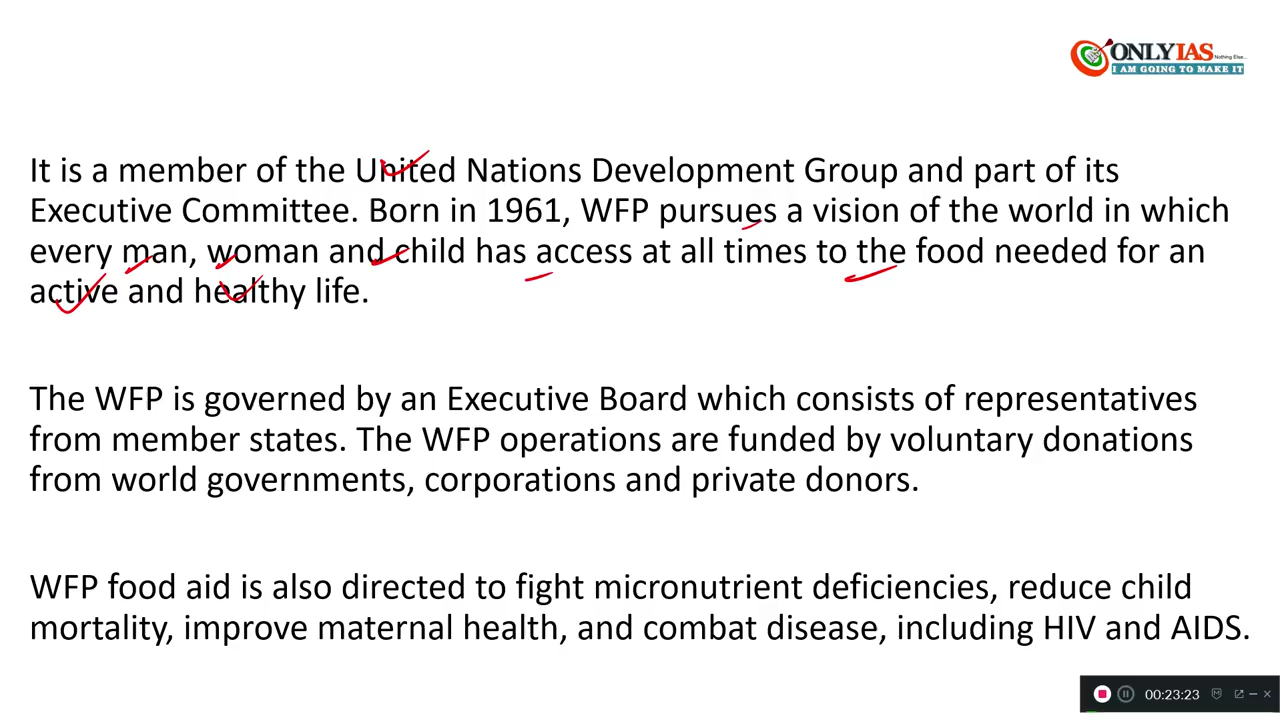 ONLYIAS
Nothing Else...
I AM GOING TO MAKE IT
It is a member of the United Nations Development Group and part of its
Executive Committee. Born in 1961, WFP pursues a vision of the world in which
every man, woman and child has access at all times to the food needed for an
active and healthy life.
The WFP is governed by an Executive Board which consists of representatives
from member states. The WFP operations are funded by voluntary donations
from world governments, corporations and private donors.
WFP food aid is also directed to fight micronutrient deficiencies, reduce child
mortality, improve maternal health, and combat disease, including HIV and AIDS.
00:23:23